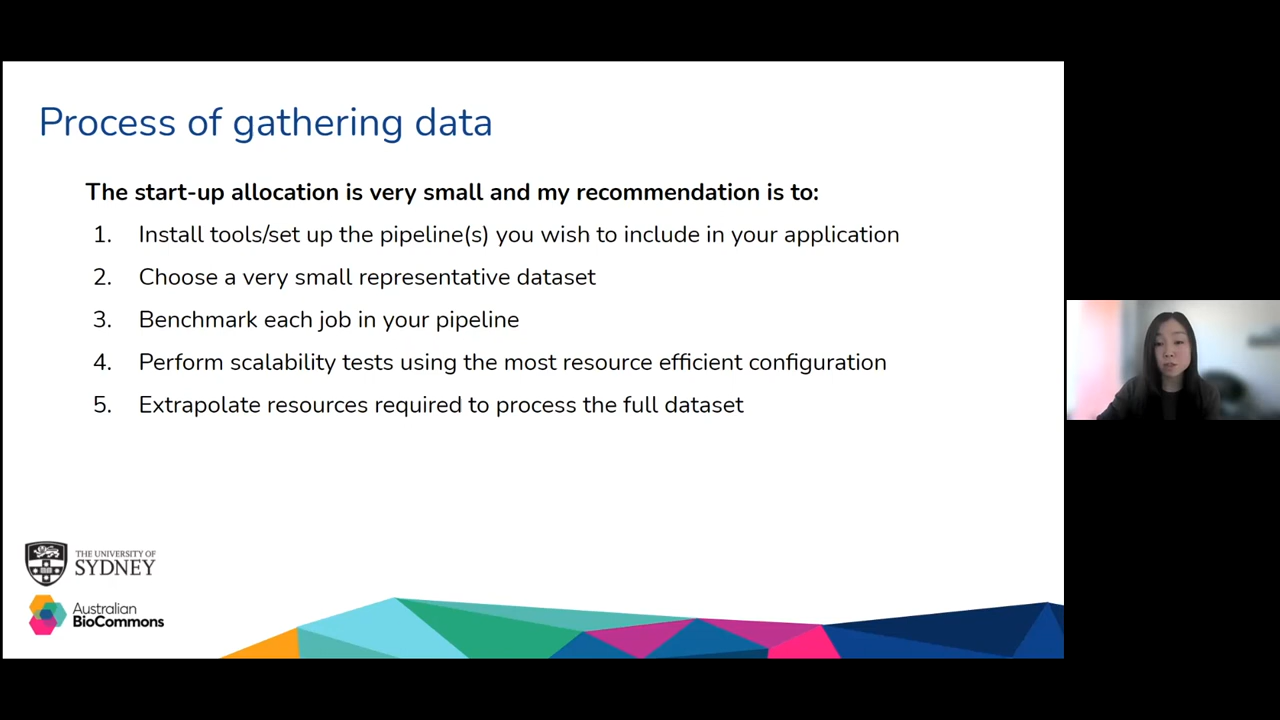 Process of gathering data
The start-up allocation is very small and my recommendation is to:
1. Install tools/set up the pipeline(s) you wish to include in your application
2. Choose a very small representative dataset
3. Benchmark each job in your pipeline
4. Perform scalability tests using the most resource efficient configuration
5. Extrapolate resources required to process the full dataset
THE UNIVERSITY OF
SYDNEY
Australian
BioCommons